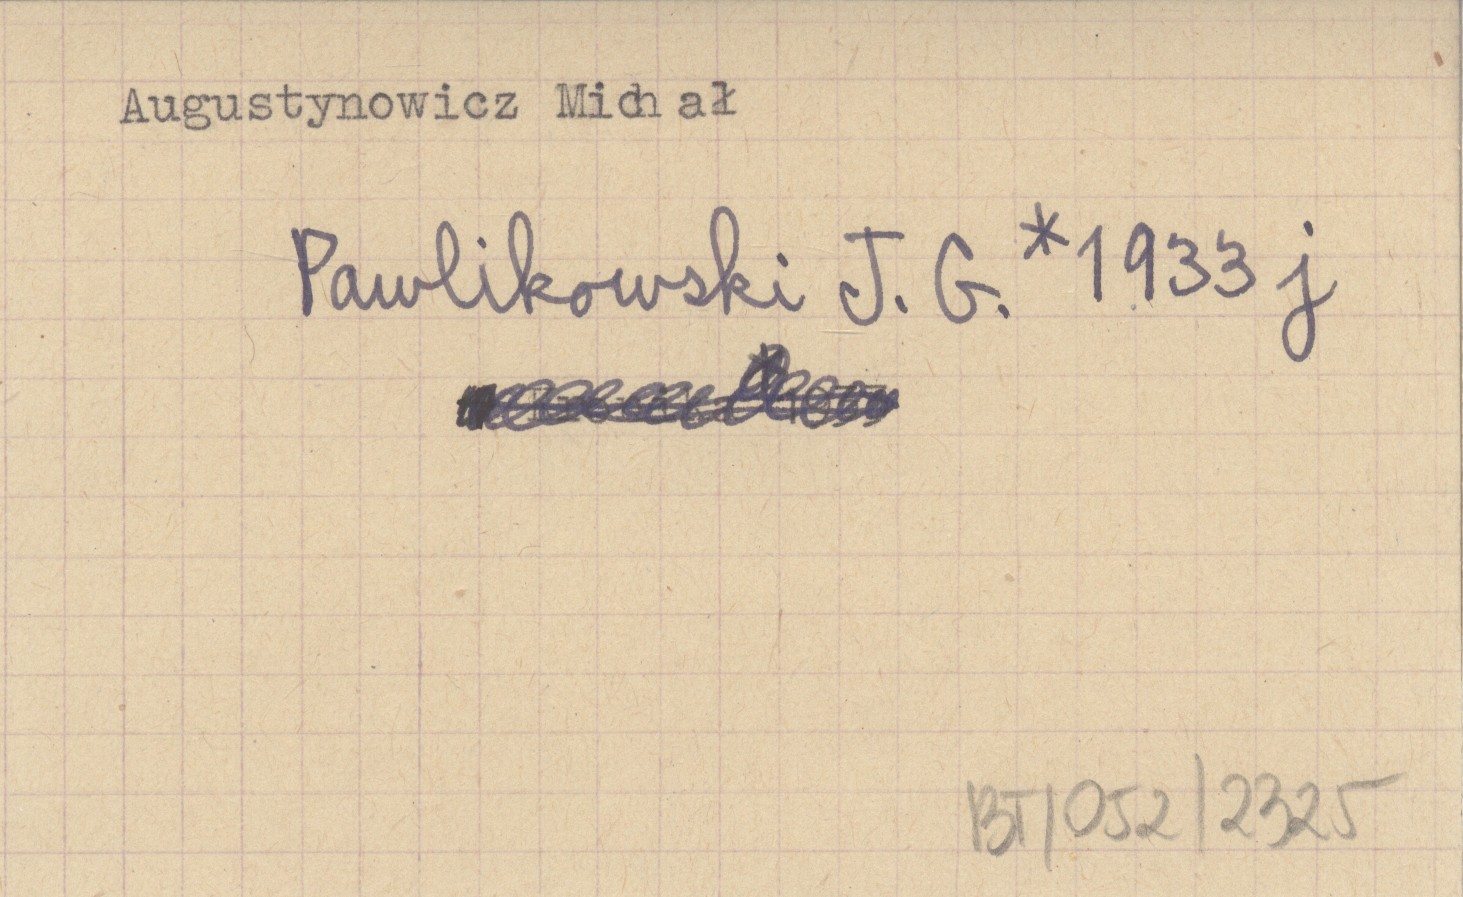 Augustynowicz Michał
Pawlikowski J. G. *1933 j
BT/052/2325